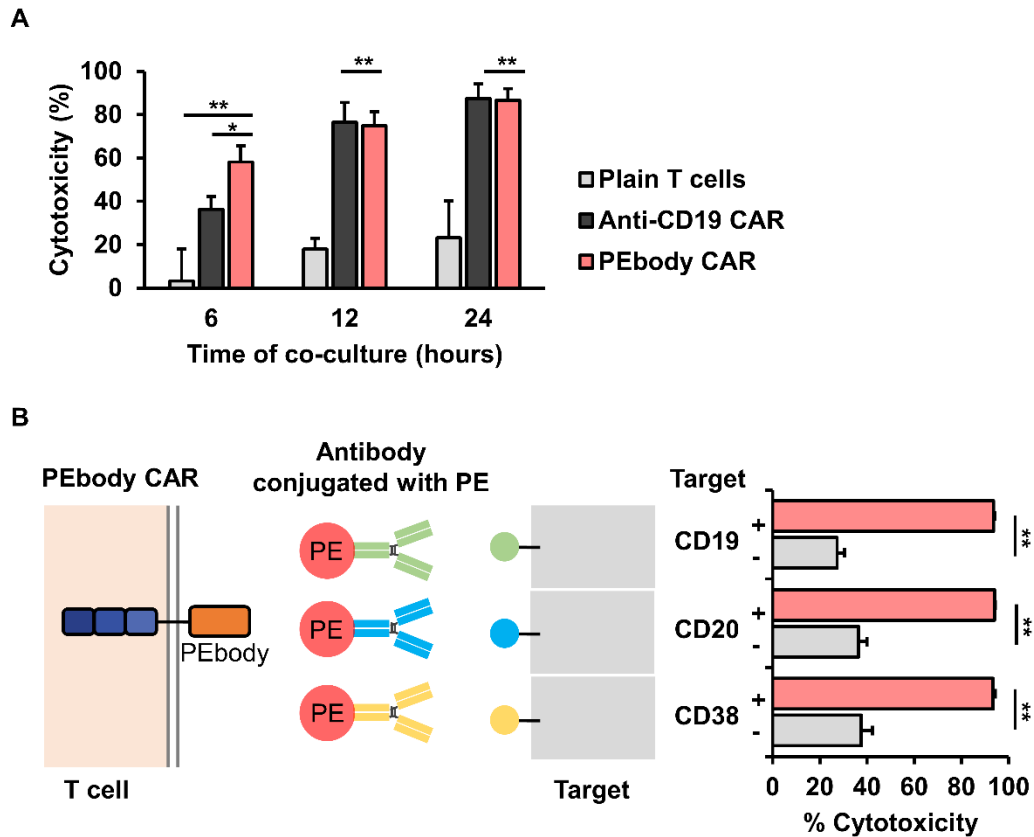 A
Cytotoxicity (%)
100
80
60
40
20
0
**
*
**
**
6 12 24
Time of co-culture (hours)
Plain T cells
Anti-CD19 CAR
PEbody CAR
B
PEbody CAR
Antibody
conjugated with PE
Target
PE
PE
PE
PEbody
T cell
Target
CD19
+
-
**
CD20
+
-
**
CD38
+
-
**
0 20 40 60 80 100
% Cytotoxicity